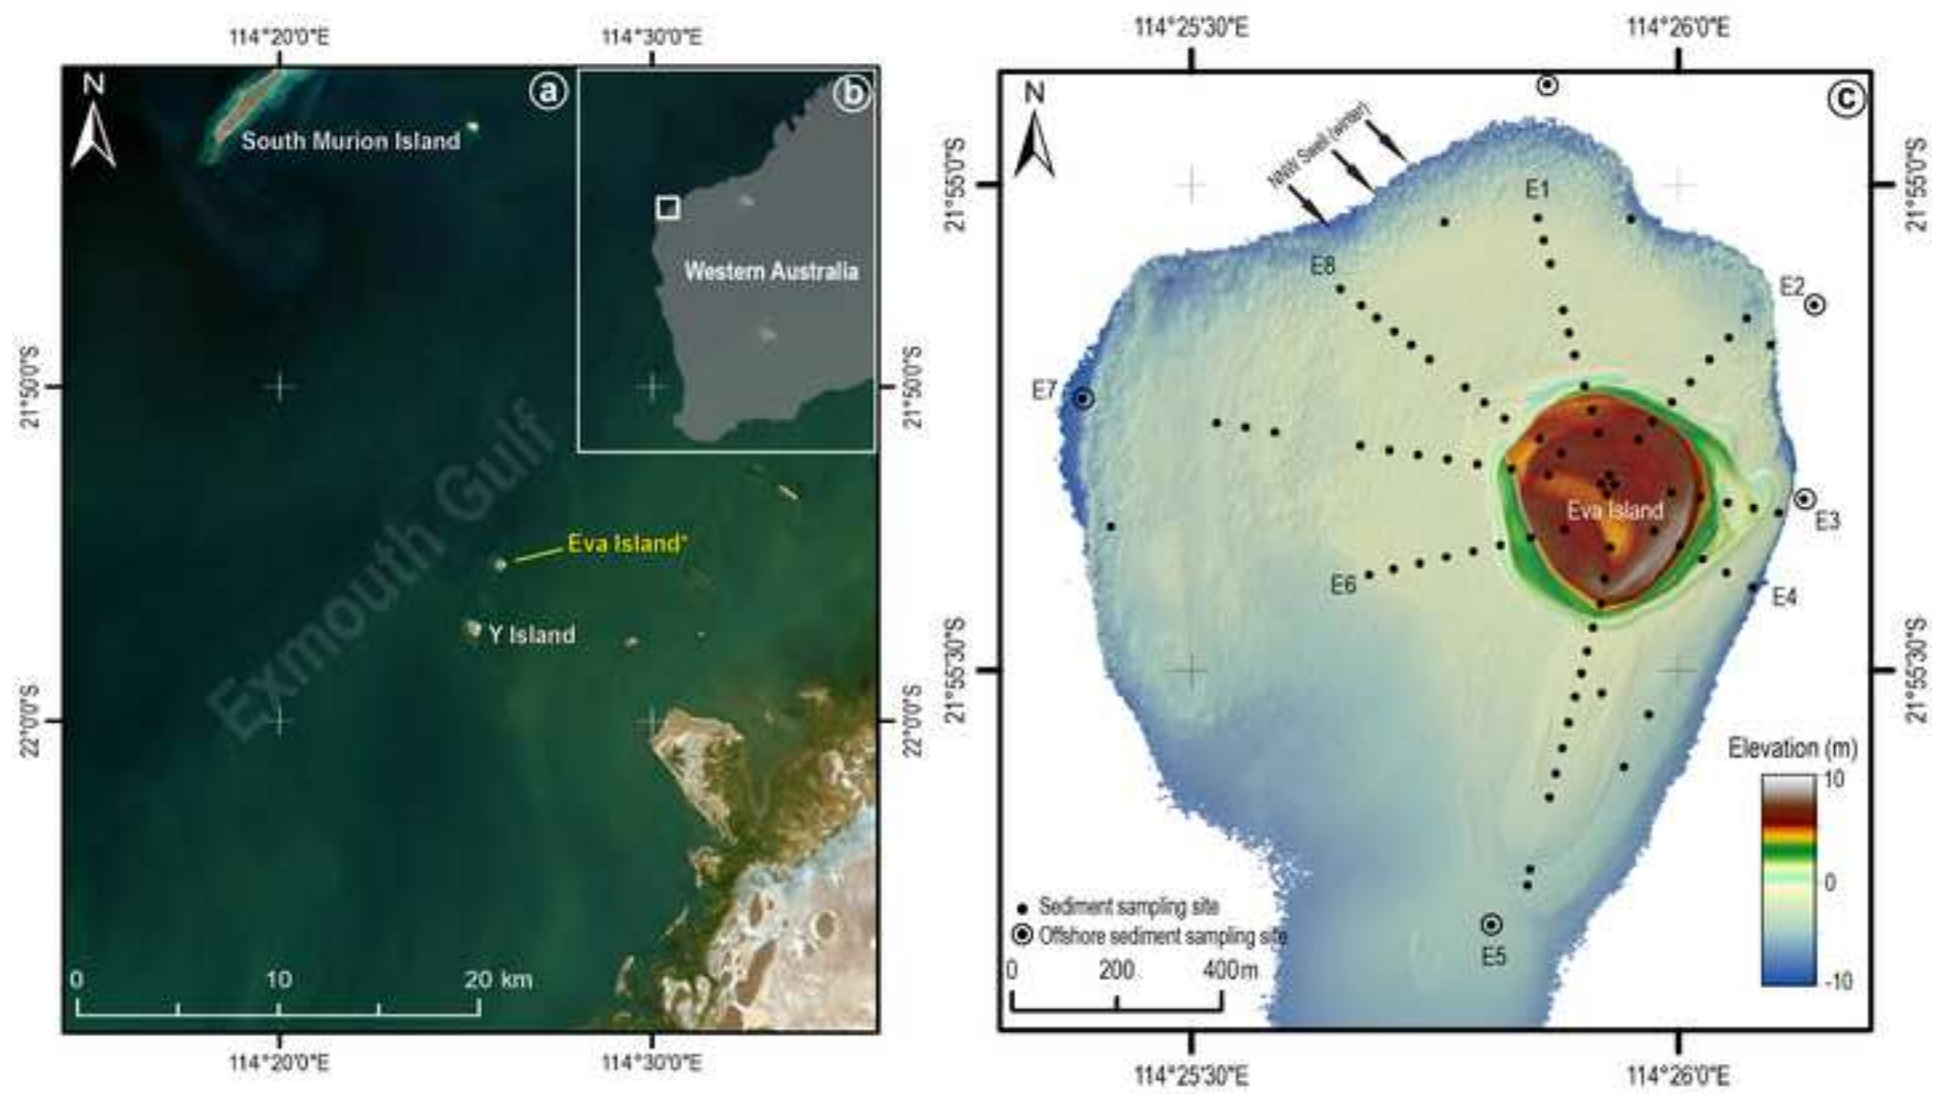 114°20'0"E
114°30'0"E
N
a
b
South Murion Island
Western Australia
21°50'0"S
21°50'0"S
Exmouth Gulf
Eva Island*
Y Island
22°0'0"S
22°0'0"S
0 10 20 km
114°20'0"E
114°30'0"E
114°25'30"E
114°26'0"E
N
c
NNW Swell (winter)
21°55'0"S
21°55'0"S
E1
E8
E2
E7
Eva Island
E3
E6
E4
21°55'30"S
21°55'30"S
Elevation (m)
10
0
-10
Sediment sampling site
Offshore sediment sampling site
E5
0 200 400m
114°25'30"E
114°26'0"E